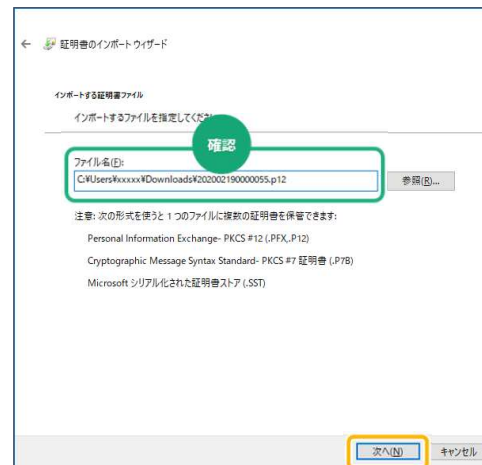 ← 証明書のインポート ウィザード
インポートする証明書ファイル
インポートするファイルを指定してくださ
確認
ファイル名(F):
C:¥Users¥xxxxx¥Downloads¥202002190000055.p12
参照(R)...
注意: 次の形式を使うと 1 つのファイルに複数の証明書を保管できます:
Personal Information Exchange- PKCS #12 (.PFX,.P12)
Cryptographic Message Syntax Standard- PKCS #7 証明書 (.P7B)
Microsoft シリアル化された証明書ストア (.SST)
次へ(N) キャンセル